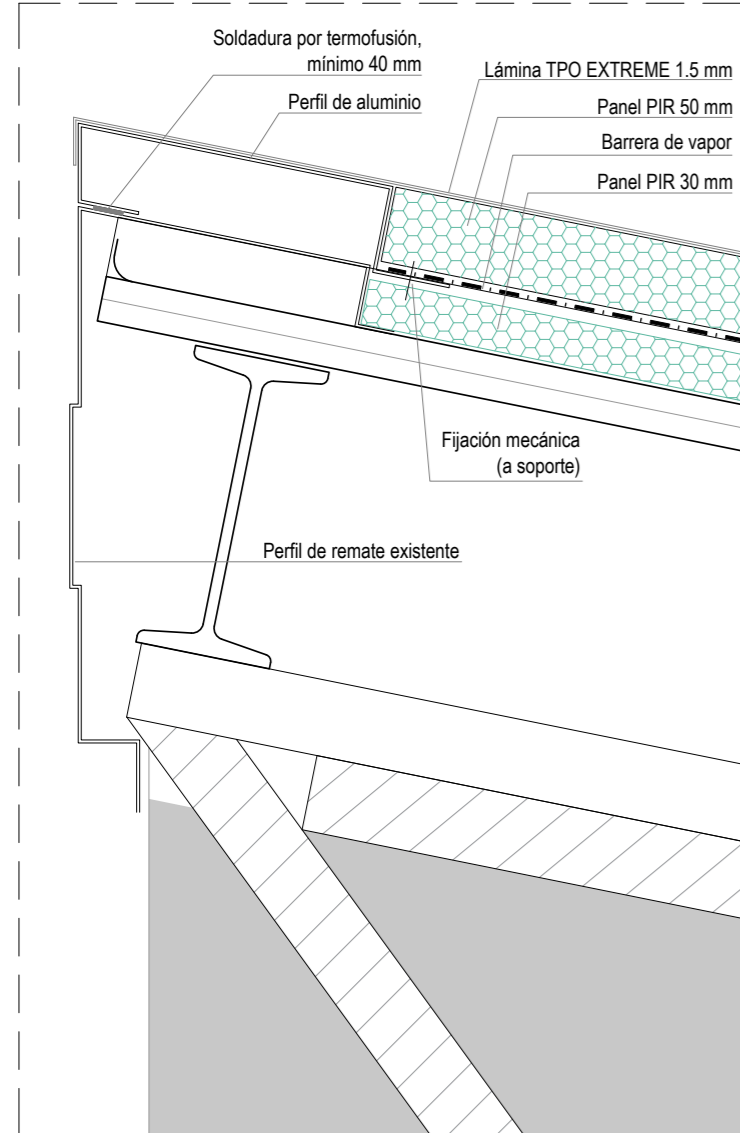 Soldadura por termofusión,
mínimo 40 mm
Perfil de aluminio
Lámina TPO EXTREME 1.5 mm
Panel PIR 50 mm
Barrera de vapor
Panel PIR 30 mm
Fijación mecánica
(a soporte)
Perfil de remate existente